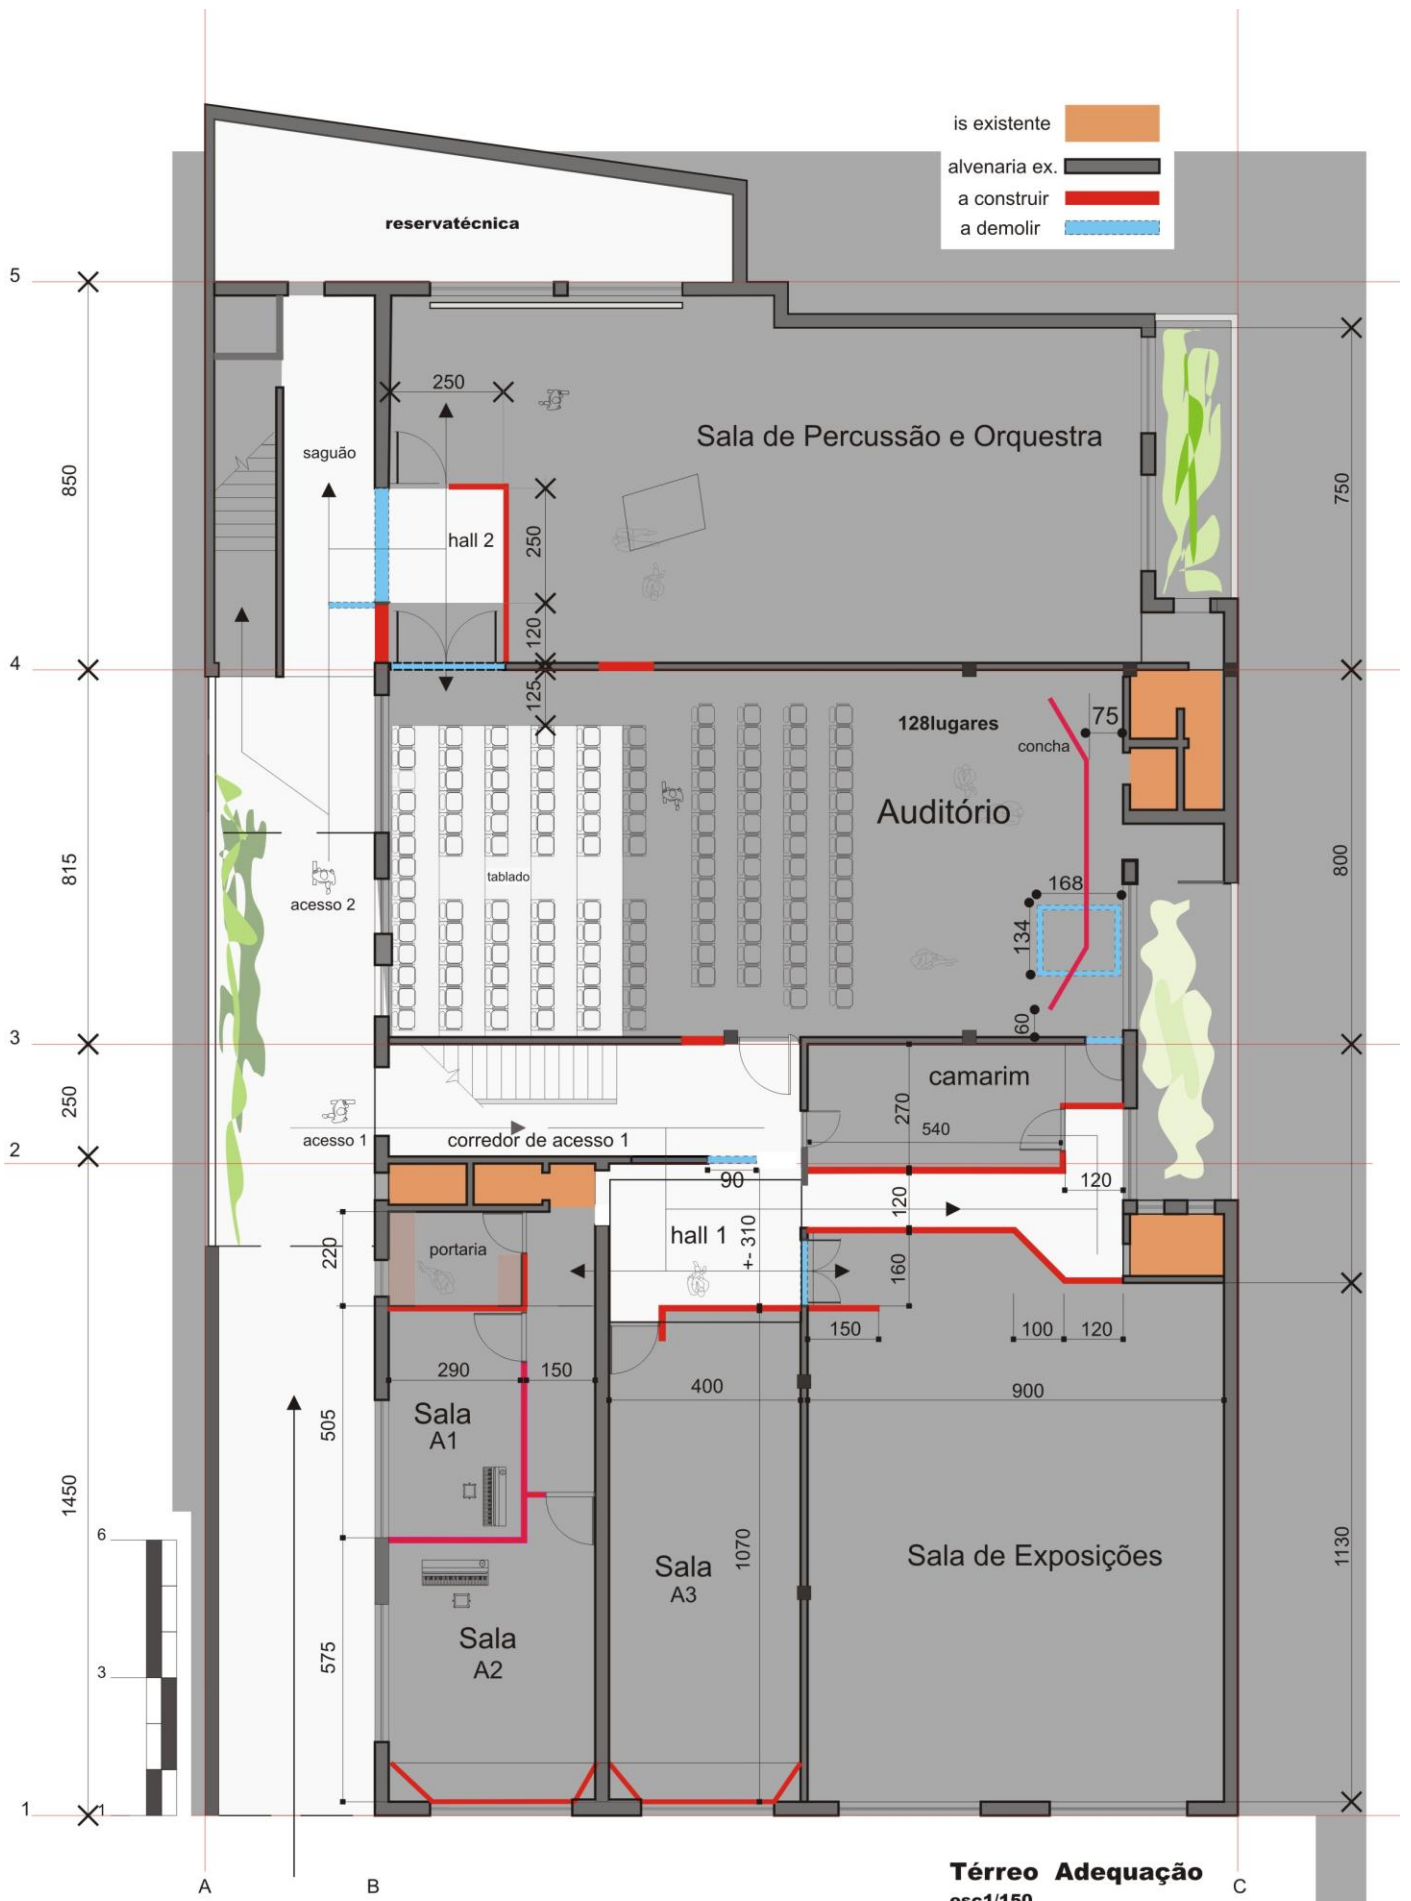 is existente
alvenaria ex.
a construir
a demolir
reservatécnica
5
250
Sala de Percussão e Orquestra
saguão
850
750
hall 2
250
120
4
125
128lugares
75
concha
Auditório
815
800
tablado
168
acesso 2
134
60
3
camarim
250
270
540
acesso 1
corredor de acesso 1
2
90
120
120
hall 1
+- 310
220
portaria
160
150
100
120
290
150
400
900
Sala
A1
505
1450
6
1070
1130
Sala de Exposições
Sala
A3
Sala
A2
575
3
1
1
Térreo Adequação
esc1/150
A
B
C